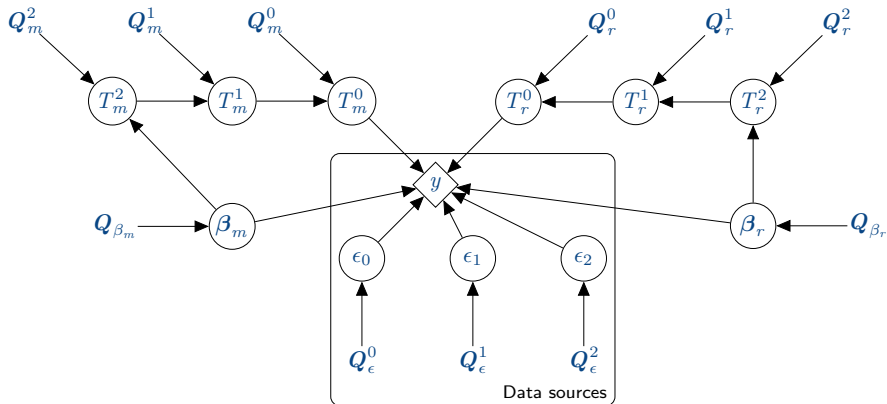 Q_m^2 Q_m^1 Q_m^0 Q_r^0 Q_r^1 Q_r^2
T_m^2 T_m^1 T_m^0 T_r^0 T_r^1 T_r^2
y
Q_{β_m} β_m β_r Q_{β_r}
ϵ_0 ϵ_1 ϵ_2
Q_ϵ^0 Q_ϵ^1 Q_ϵ^2
Data sources